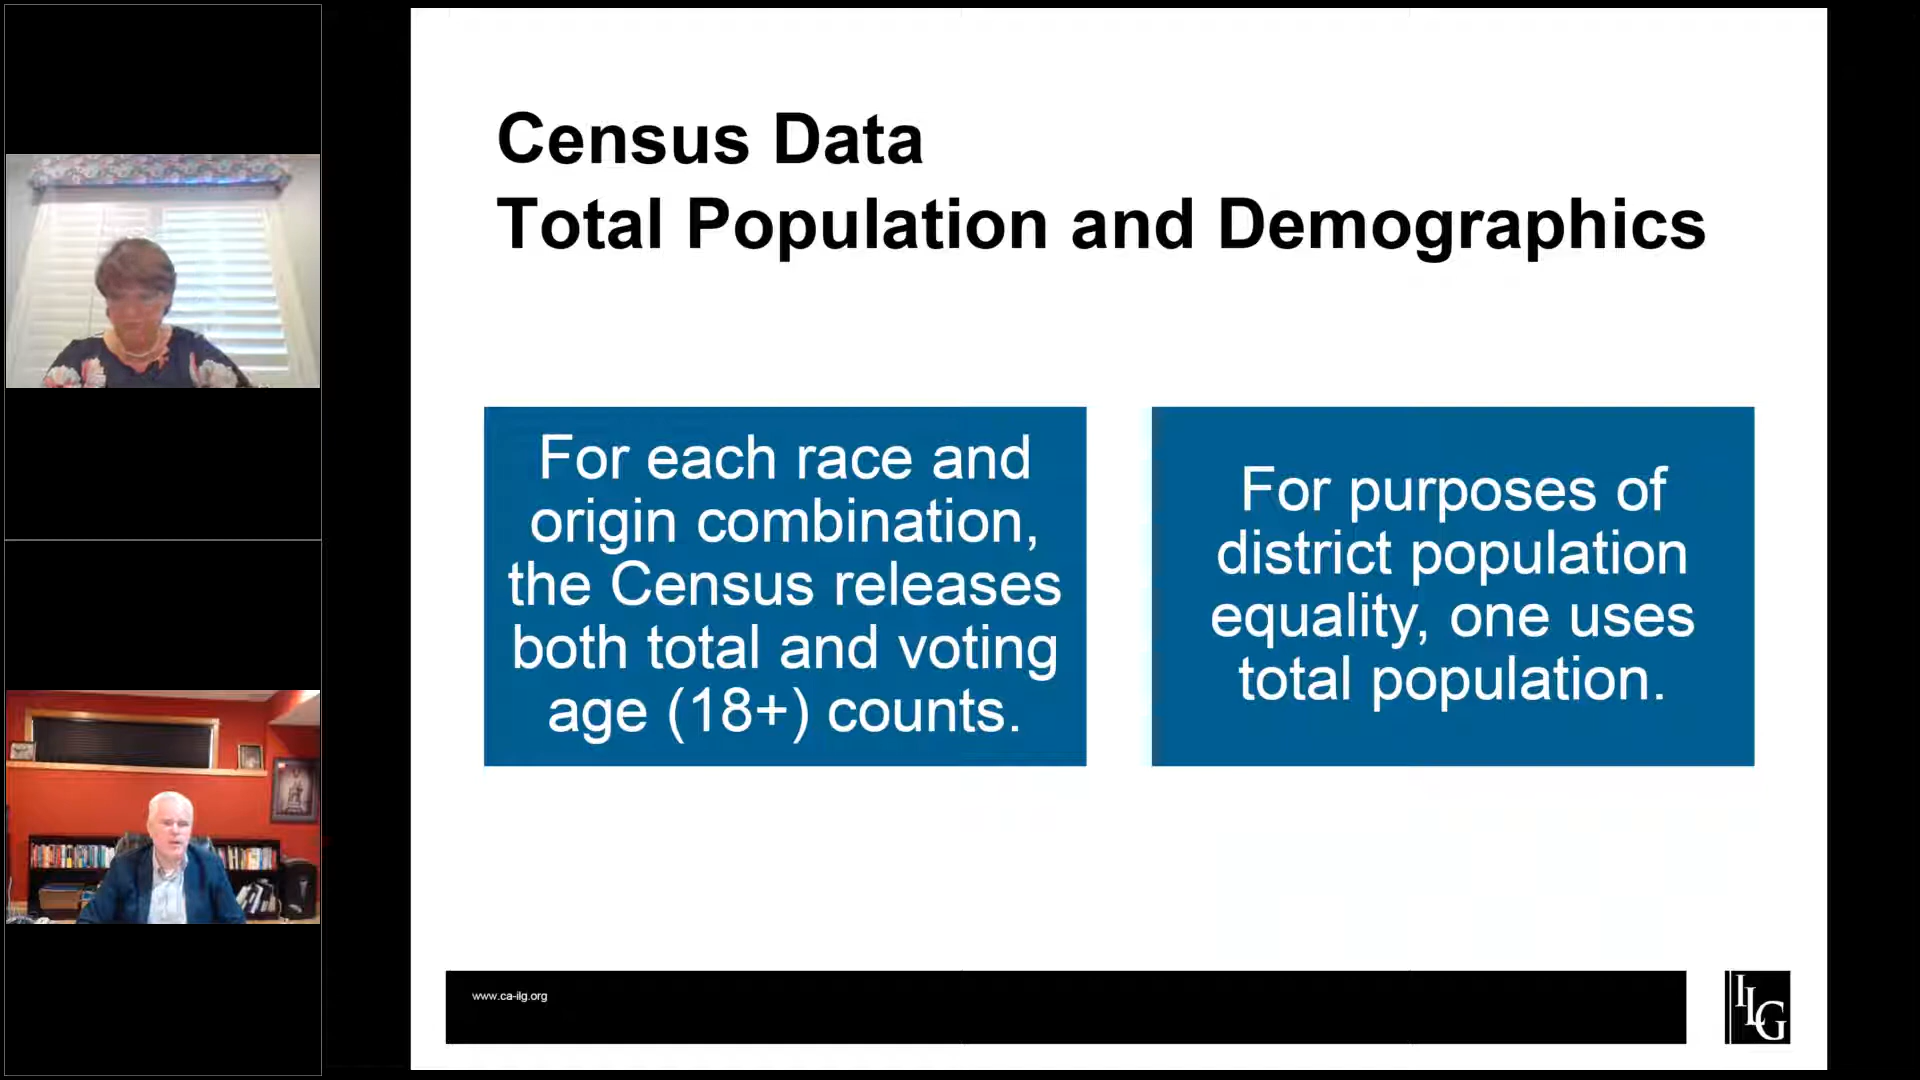 Census Data
Total Population and Demographics
For each race and
origin combination,
the Census releases
both total and voting
age (18+) counts.
For purposes of
district population
equality, one uses
total population.
www.ca-ilg.org
ILG